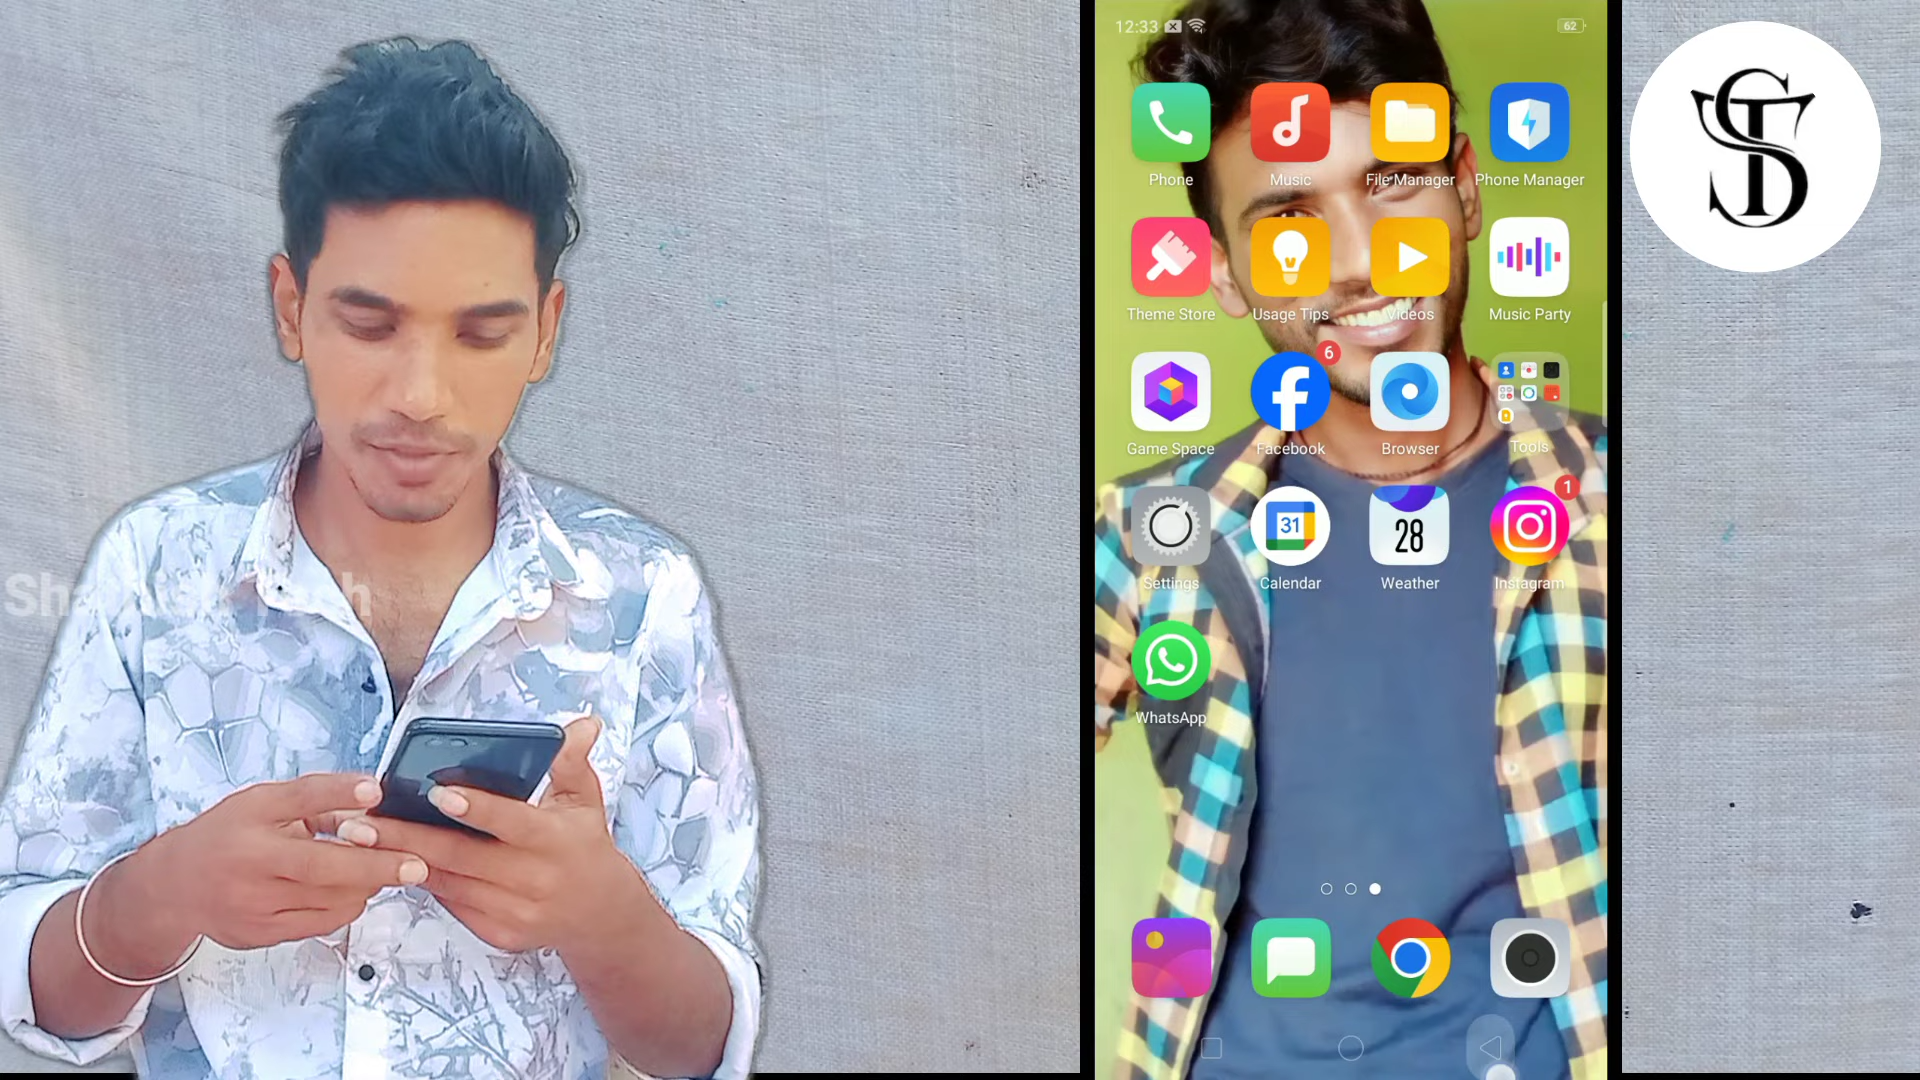 12:33
62
Phone
Music
File Manager
Phone Manager
Theme Store
Usage Tips
Videos
Music Party
6
Game Space
Facebook
Browser
Tools
31
28
1
Settings
Calendar
Weather
Instagram
WhatsApp
ST